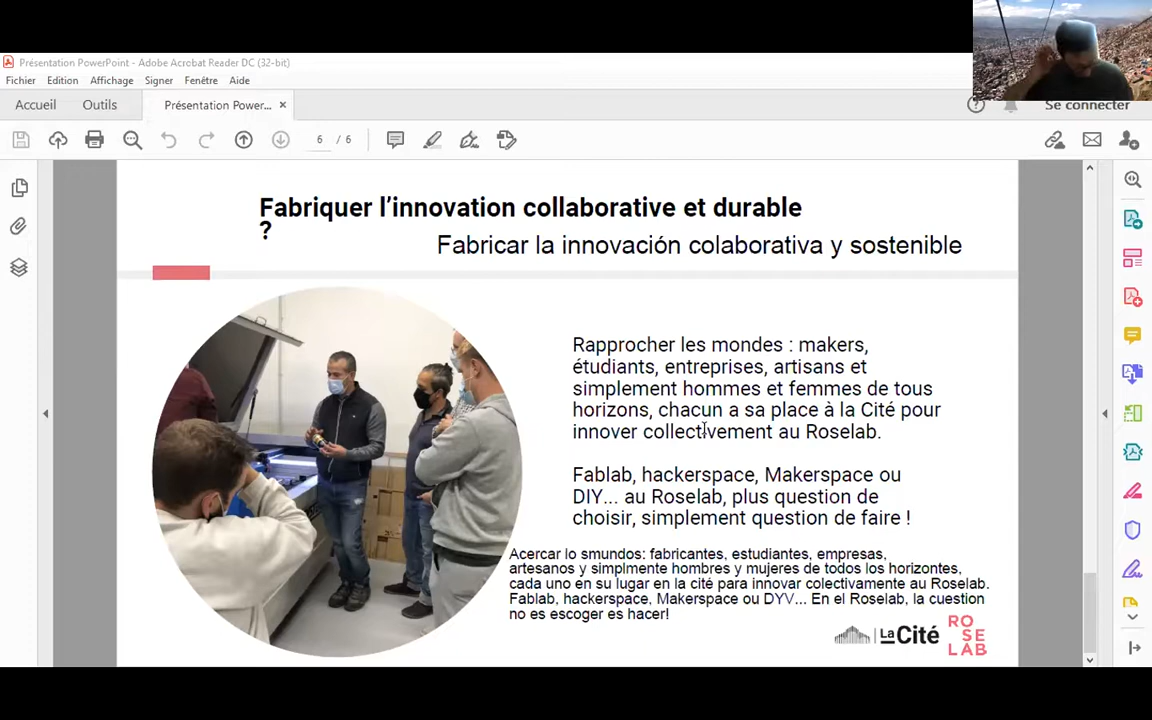 Présentation PowerPoint - Adobe Acrobat Reader DC (32-bit)
Fichier Edition Affichage Signer Fenêtre Aide
Accueil Outils Présentation Power... ×
Se connecter
6 / 6
Fabriquer l'innovation collaborative et durable
?
Fabricar la innovación colaborativa y sostenible
Rapprocher les mondes : makers,
étudiants, entreprises, artisans et
simplement hommes et femmes de tous
horizons, chacun a sa place à la Cité pour
innover collectivement au Roselab.
Fablab, hackerspace, Makerspace ou
DIY... au Roselab, plus question de
choisir, simplement question de faire !
Acercar lo smundos: fabricantes, estudiantes, empresas,
artesanos y simplmente hombres y mujeres de todos los horizontes,
cada uno en su lugar en la cité para innovar colectivamente au Roselab.
Fablab, hackerspace, Makerspace ou DYV... En el Roselab, la cuestion
no es escoger es hacer!
La Cité
RO
SE
LAB